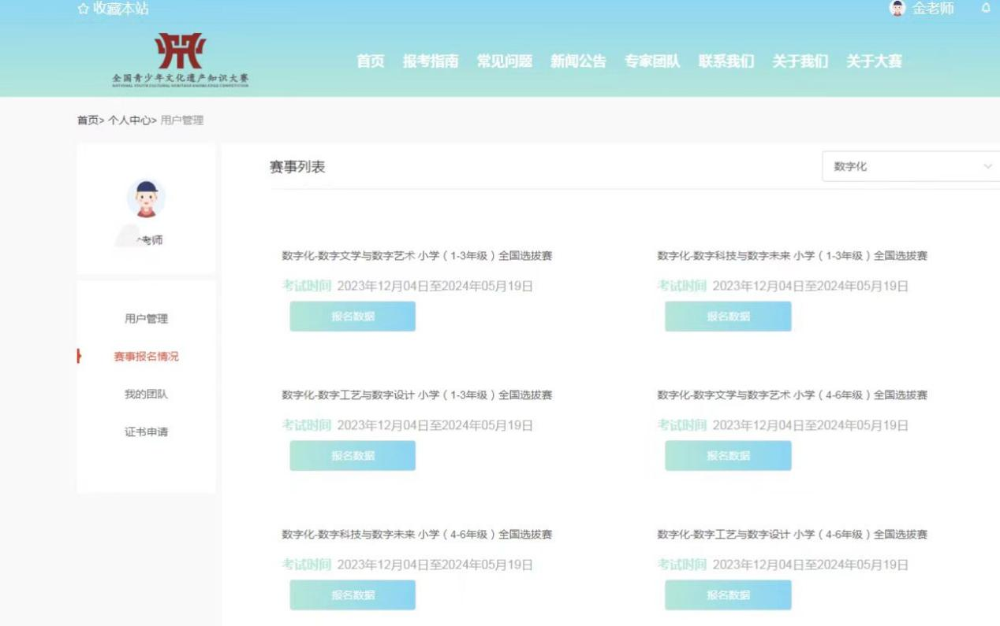 收藏本站
金老师
全国青少年文化遗产知识大赛
NATIONAL YOUTH CULTURAL HERITAGE KNOWLEDGE COMPETITION
首页 报考指南 常见问题 新闻公告 专家团队 联系我们 关于我们 关于大赛
首页> 个人中心> 用户管理
老师
用户管理
赛事报名情况
我的团队
证书申请
赛事列表
数字化
数字化-数字文学与数字艺术 小学（1-3年级）全国选拔赛
考试时间 2023年12月04日至2024年05月19日
报名数据
数字化-数字科技与数字未来 小学（1-3年级）全国选拔赛
考试时间 2023年12月04日至2024年05月19日
报名数据
数字化-数字工艺与数字设计 小学（1-3年级）全国选拔赛
考试时间 2023年12月04日至2024年05月19日
报名数据
数字化-数字文学与数字艺术 小学（4-6年级）全国选拔赛
考试时间 2023年12月04日至2024年05月19日
报名数据
数字化-数字科技与数字未来 小学（4-6年级）全国选拔赛
考试时间 2023年12月04日至2024年05月19日
报名数据
数字化-数字工艺与数字设计 小学（4-6年级）全国选拔赛
考试时间 2023年12月04日至2024年05月19日
报名数据